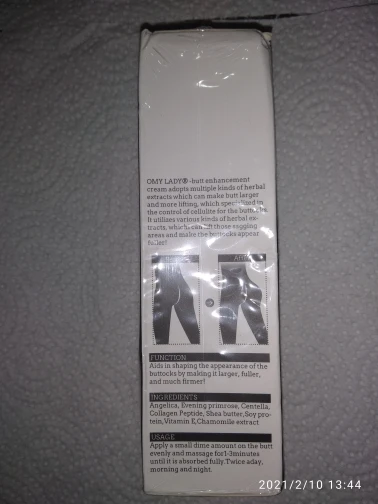 OMY LADY®-butt enhancement
cream adopts multiple kinds of herbal
extracts which can make butt larger
and more lifting, which specialized in
the control of cellulite for the buttocks.
It utilises various kinds of herbal ex-
tracts, which can lift those sagging
areas and make the buttocks appear
fuller!
FUNCTION
Aids in shaping the appearance of the
buttocks by making it larger, fuller,
and much firmer!
INGREDIENTS
Angelica, Evening primrose, Centella,
Collagen Peptide, Shea butter, Soy pro-
tein,Vitamin E,Chamomile extract
USAGE
Apply a small dime amount on the butt
evenly and massage for1-3minutes
until it is absorbed fully.Twice aday,
morning and night.
2021/2/10 13:44